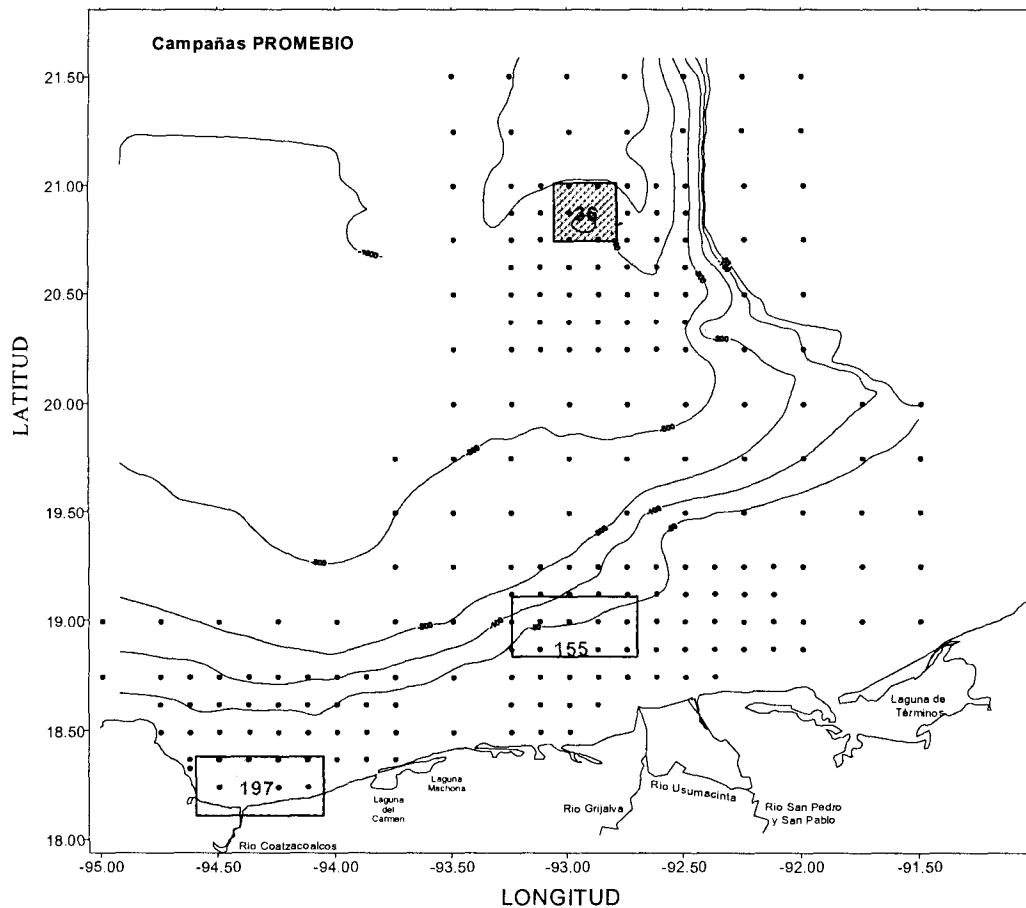 Campañas PROMEBIO
21.50
21.00
36
20.50
LATITUD
20.00
19.50
19.00
155
18.50
197
18.00
Laguna de
Términos
Laguna
Machona
Laguna
del
Carmen
Rio Grijalva
Rio Usumacinta
Rio San Pedro
y San Pablo
Rio Coatzacoalcos
-95.00
-94.50
-94.00
-93.50
-93.00
-92.50
-92.00
-91.50
LONGITUD